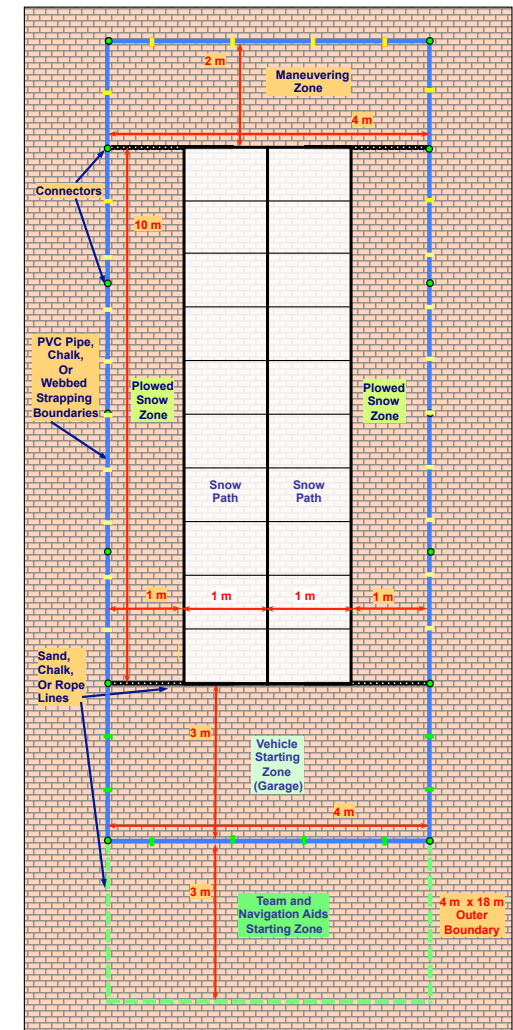 2 m
Maneuvering
Zone
4 m
Connectors
10 m
PVC Pipe,
Chalk,
Or
Webbed
Strapping
Boundaries
Plowed
Snow
Zone
Plowed
Snow
Zone
Snow
Path
Snow
Path
1 m
1 m
1 m
1 m
Sand,
Chalk,
Or Rope
Lines
3 m
Vehicle
Starting
Zone
(Garage)
4 m
3 m
Team and
Navigation Aids
Starting Zone
4 m x 18 m
Outer
Boundary